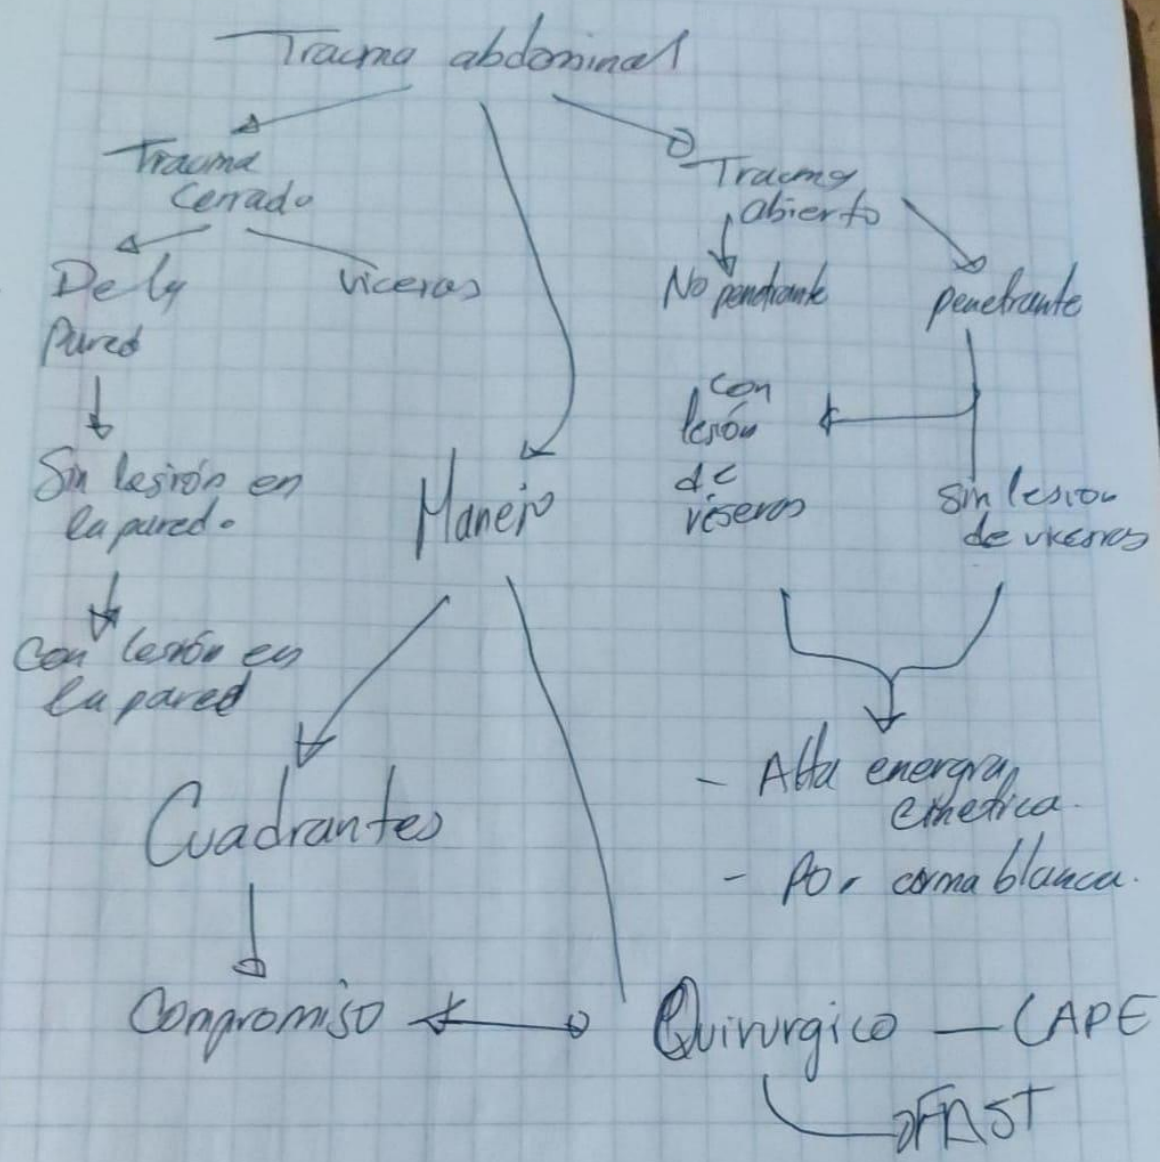 Trauma abdominal
Trauma
Cerrado
Trauma
abierto
De la
Pared
viceras
No penetrante
penetrante
Con
lesión
de
viseras
Sin lesión en
la pared.
Manejo
Sin lesion
de viceras
Con lesión en
la pared
Cuadrantes
- Alta energia
cinetica.
- Por arma blanca.
Compromiso
Quirurgico — CAPE
FAST